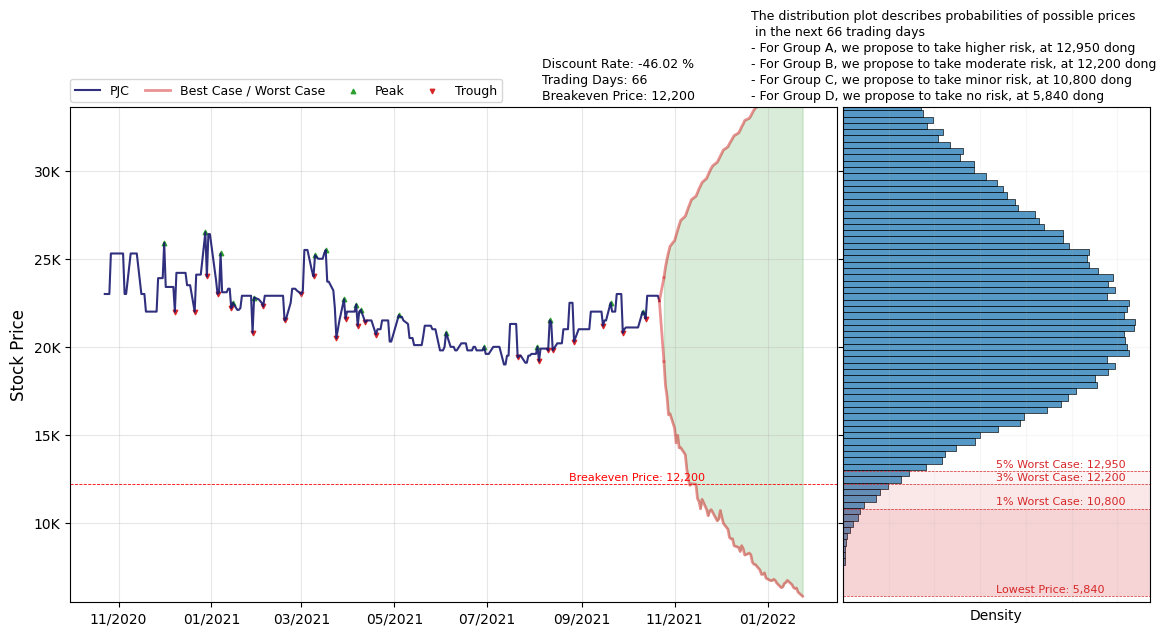 The distribution plot describes probabilities of possible prices
in the next 66 trading days
- For Group A, we propose to take higher risk, at 12,950 dong
- For Group B, we propose to take moderate risk, at 12,200 dong
- For Group C, we propose to take minor risk, at 10,800 dong
- For Group D, we propose to take no risk, at 5,840 dong
Discount Rate: -46.02 %
Trading Days: 66
Breakeven Price: 12,200
PJC
Best Case / Worst Case
Peak
Trough
Stock Price
30K
25K
20K
15K
10K
Breakeven Price: 12,200
5% Worst Case: 12,950
3% Worst Case: 12,200
1% Worst Case: 10,800
Lowest Price: 5,840
11/2020
01/2021
03/2021
05/2021
07/2021
09/2021
11/2021
01/2022
Density